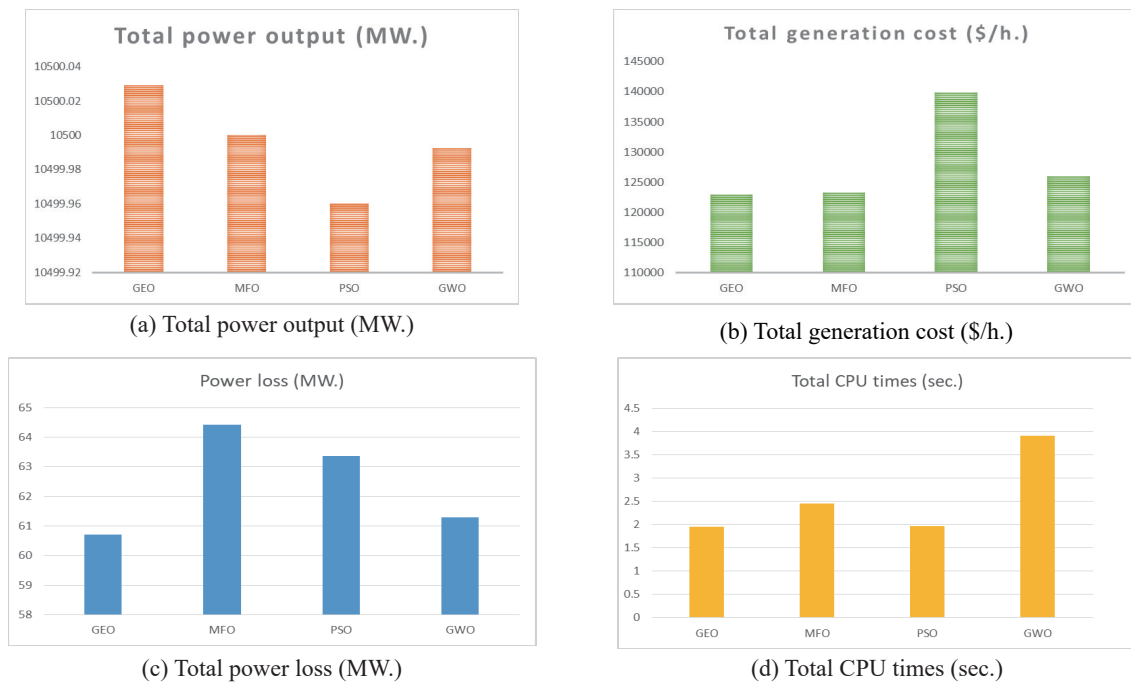 Total power output (MW.)
10500.04
10500.02
10500
10499.98
10499.96
10499.94
10499.92
GEO MFO PSO GWO
(a) Total power output (MW.)
Total generation cost ($/h.)
145000
140000
135000
130000
125000
120000
115000
110000
GEO MFO PSO GWO
(b) Total generation cost ($/h.)
Power loss (MW.)
65
64
63
62
61
60
59
58
GEO MFO PSO GWO
(c) Total power loss (MW.)
Total CPU times (sec.)
4.5
4
3.5
3
2.5
2
1.5
1
0.5
0
GEO MFO PSO GWO
(d) Total CPU times (sec.)